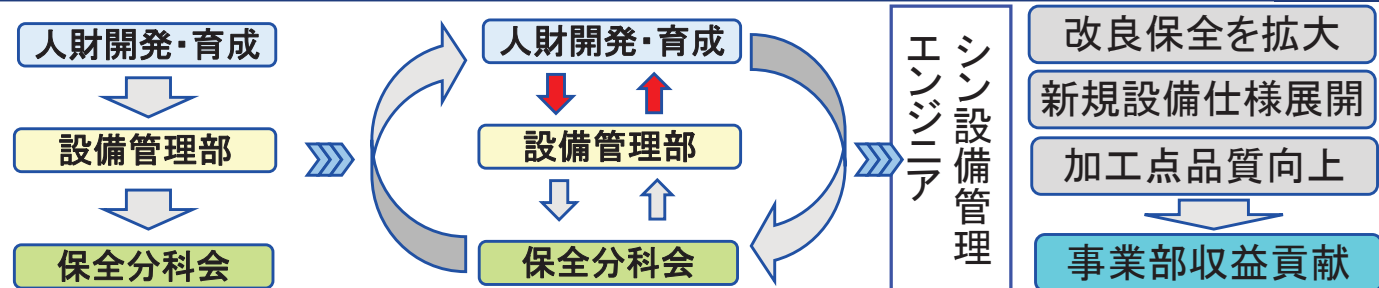 人財開発・育成
設備管理部
保全分科会
人財開発・育成
設備管理部
保全分科会
シン設備管理
エンジニア
改良保全を拡大
新規設備仕様展開
加工点品質向上
事業部収益貢献